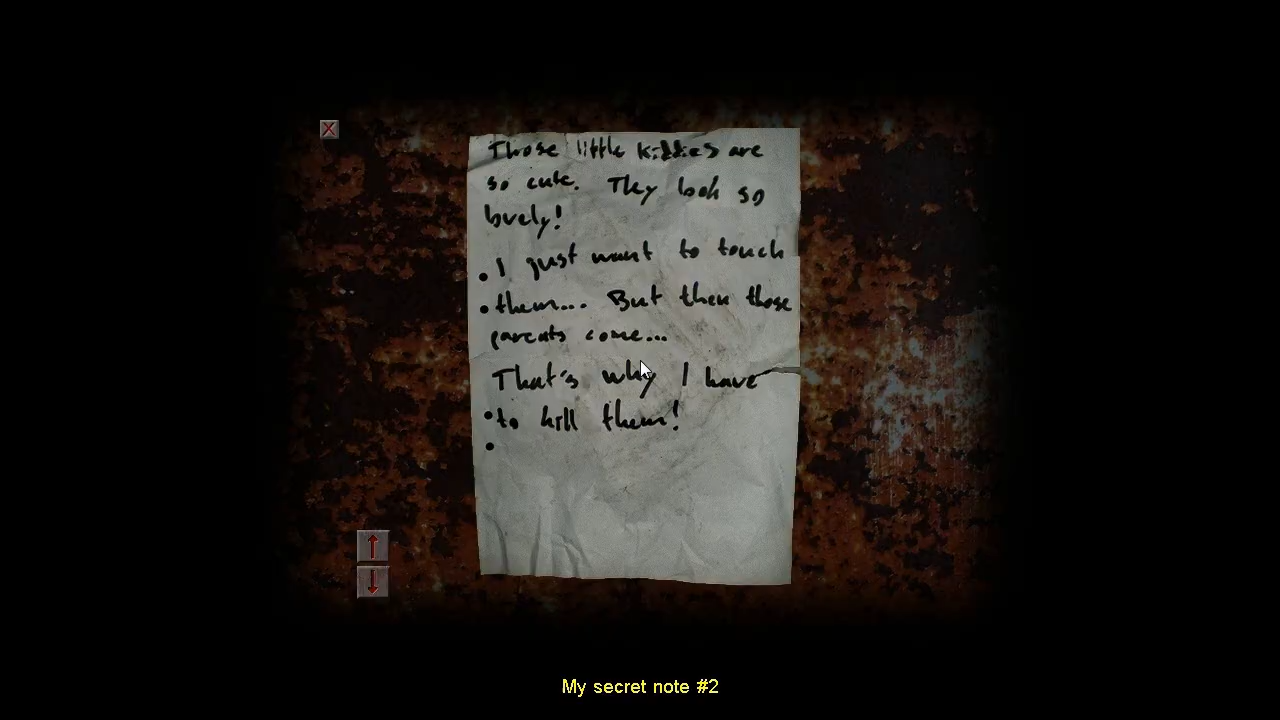 Those little kiddies are
so cute. They look so
lovely!
I just want to touch
them... But then those
parents come...
That's why I have
to kill them!
My secret note #2